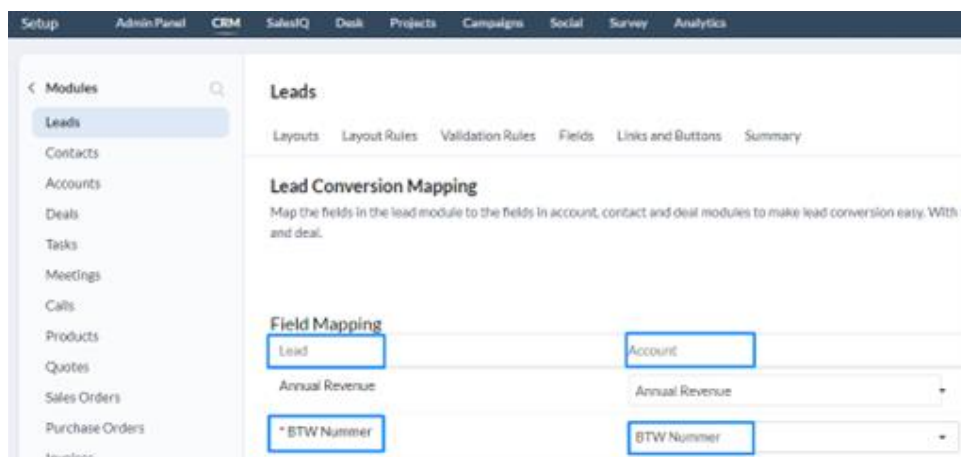 Setup Admin Panel CRM SalesIQ Desk Projects Campaigns Social Survey Analytics
Modules
Leads
Contacts
Accounts
Deals
Tasks
Meetings
Calls
Products
Quotes
Sales Orders
Purchase Orders
Invoices
Leads
Layouts Layout Rules Validation Rules Fields Links and Buttons Summary
Lead Conversion Mapping
Map the fields in the lead module to the fields in account, contact and deal modules to make lead conversion easy. With
and deal.
Field Mapping
Lead Account
Annual Revenue Annual Revenue
* BTW Nummer BTW Nummer